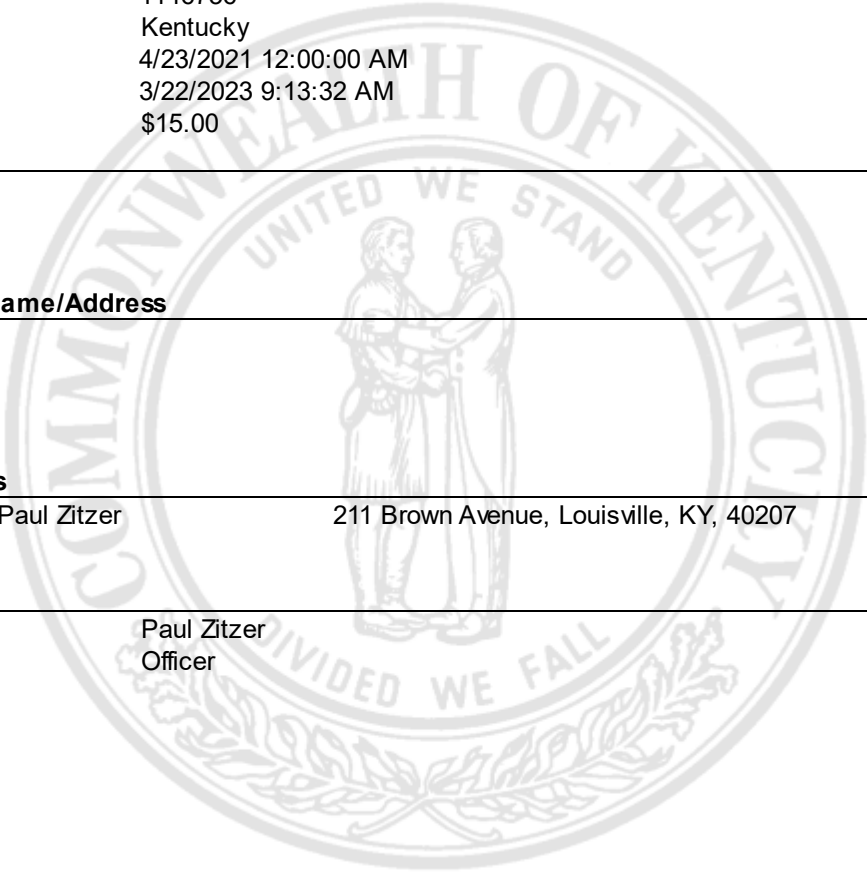 Kentucky
4/23/2021 12:00:00 AM
3/22/2023 9:13:32 AM
$15.00
COMMONWEALTH OF KENTUCKY
UNITED WE STAND
ame/Address
s
Paul Zitzer 211 Brown Avenue, Louisville, KY, 40207
Paul Zitzer
Officer
DIVIDED WE FALL